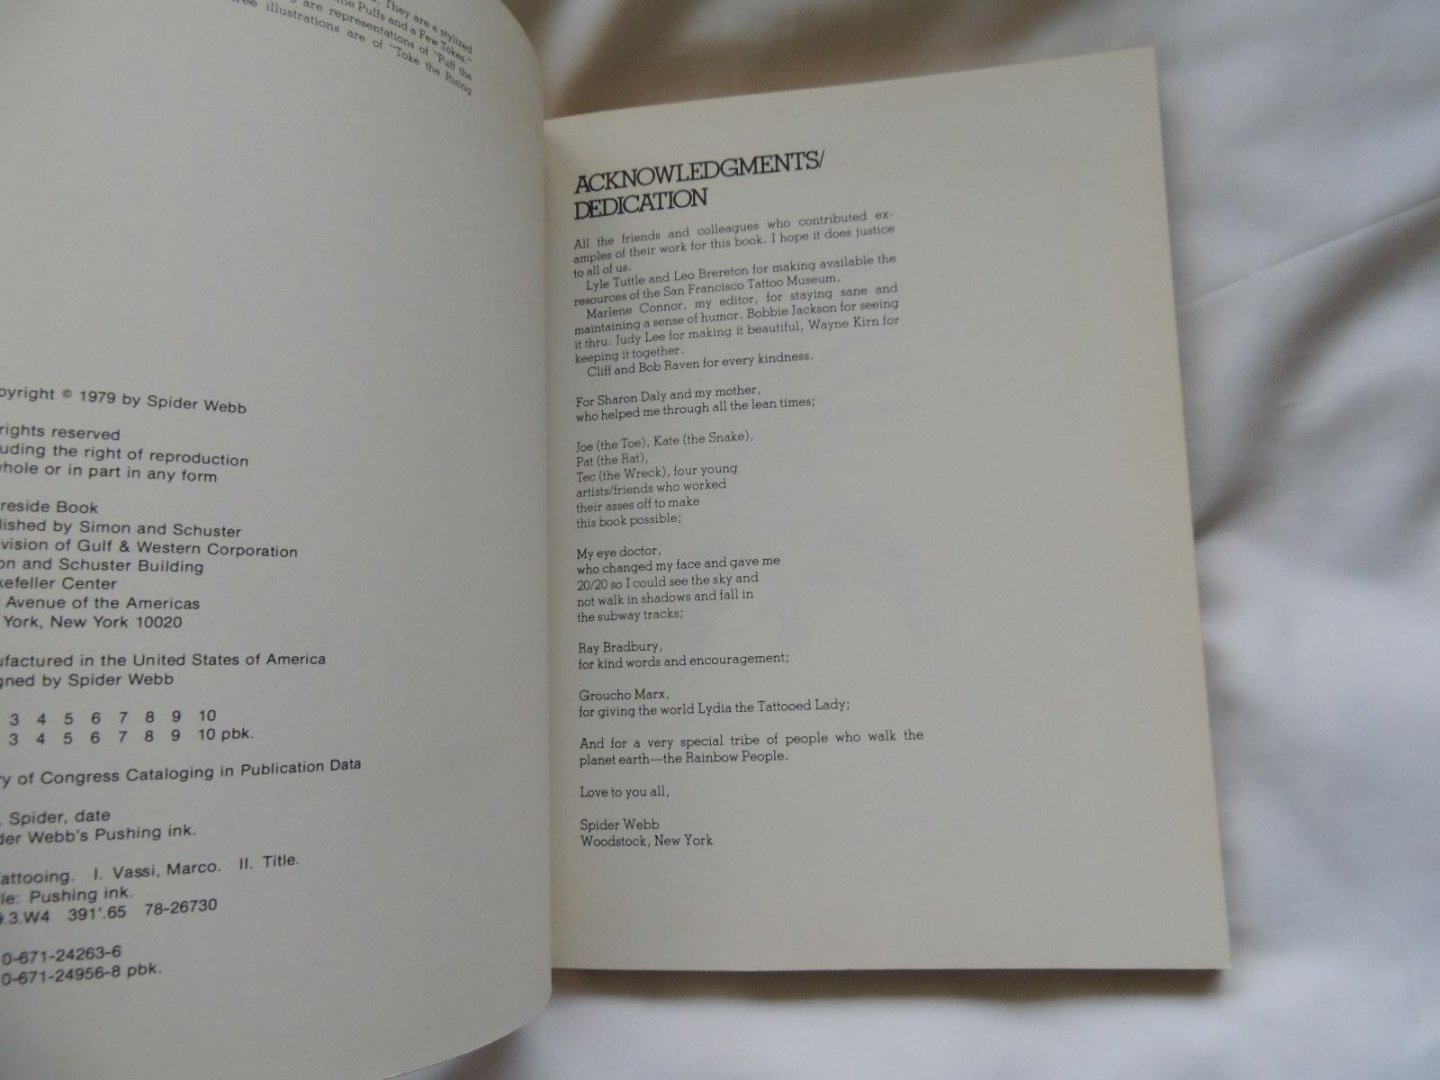 They are a stylized
Puffs and a Few Tokes."
are representations of "Puff the
illustrations are of "Toke the Rising
opyright © 1979 by Spider Webb
rights reserved
uding the right of reproduction
whole or in part in any form
reside Book
lished by Simon and Schuster
vision of Gulf & Western Corporation
on and Schuster Building
kefeller Center
Avenue of the Americas
York, New York 10020
ufactured in the United States of America
gned by Spider Webb
3 4 5 6 7 8 9 10
3 4 5 6 7 8 9 10 pbk.
ry of Congress Cataloging in Publication Data
, Spider, date
der Webb's Pushing ink.
attooing. I. Vassi, Marco. II. Title.
le: Pushing ink.
9.3.W4 391'.65 78-26730
0-671-24263-6
0-671-24956-8 pbk.
ACKNOWLEDGMENTS/
DEDICATION
All the friends and colleagues who contributed ex-
amples of their work for this book. I hope it does justice
to all of us.
Lyle Tuttle and Leo Brereton for making available the
resources of the San Francisco Tattoo Museum.
Marlene Connor, my editor, for staying sane and
maintaining a sense of humor. Bobbie Jackson for seeing
it thru. Judy Lee for making it beautiful, Wayne Kirn for
keeping it together.
Cliff and Bob Raven for every kindness.
For Sharon Daly and my mother,
who helped me through all the lean times;
Joe (the Toe), Kate (the Snake),
Pat (the Rat),
Tec (the Wreck), four young
artists/friends who worked
their asses off to make
this book possible;
My eye doctor,
who changed my face and gave me
20/20 so I could see the sky and
not walk in shadows and fall in
the subway tracks;
Ray Bradbury,
for kind words and encouragement;
Groucho Marx,
for giving the world Lydia the Tattooed Lady;
And for a very special tribe of people who walk the
planet earth—the Rainbow People.
Love to you all,
Spider Webb
Woodstock, New York